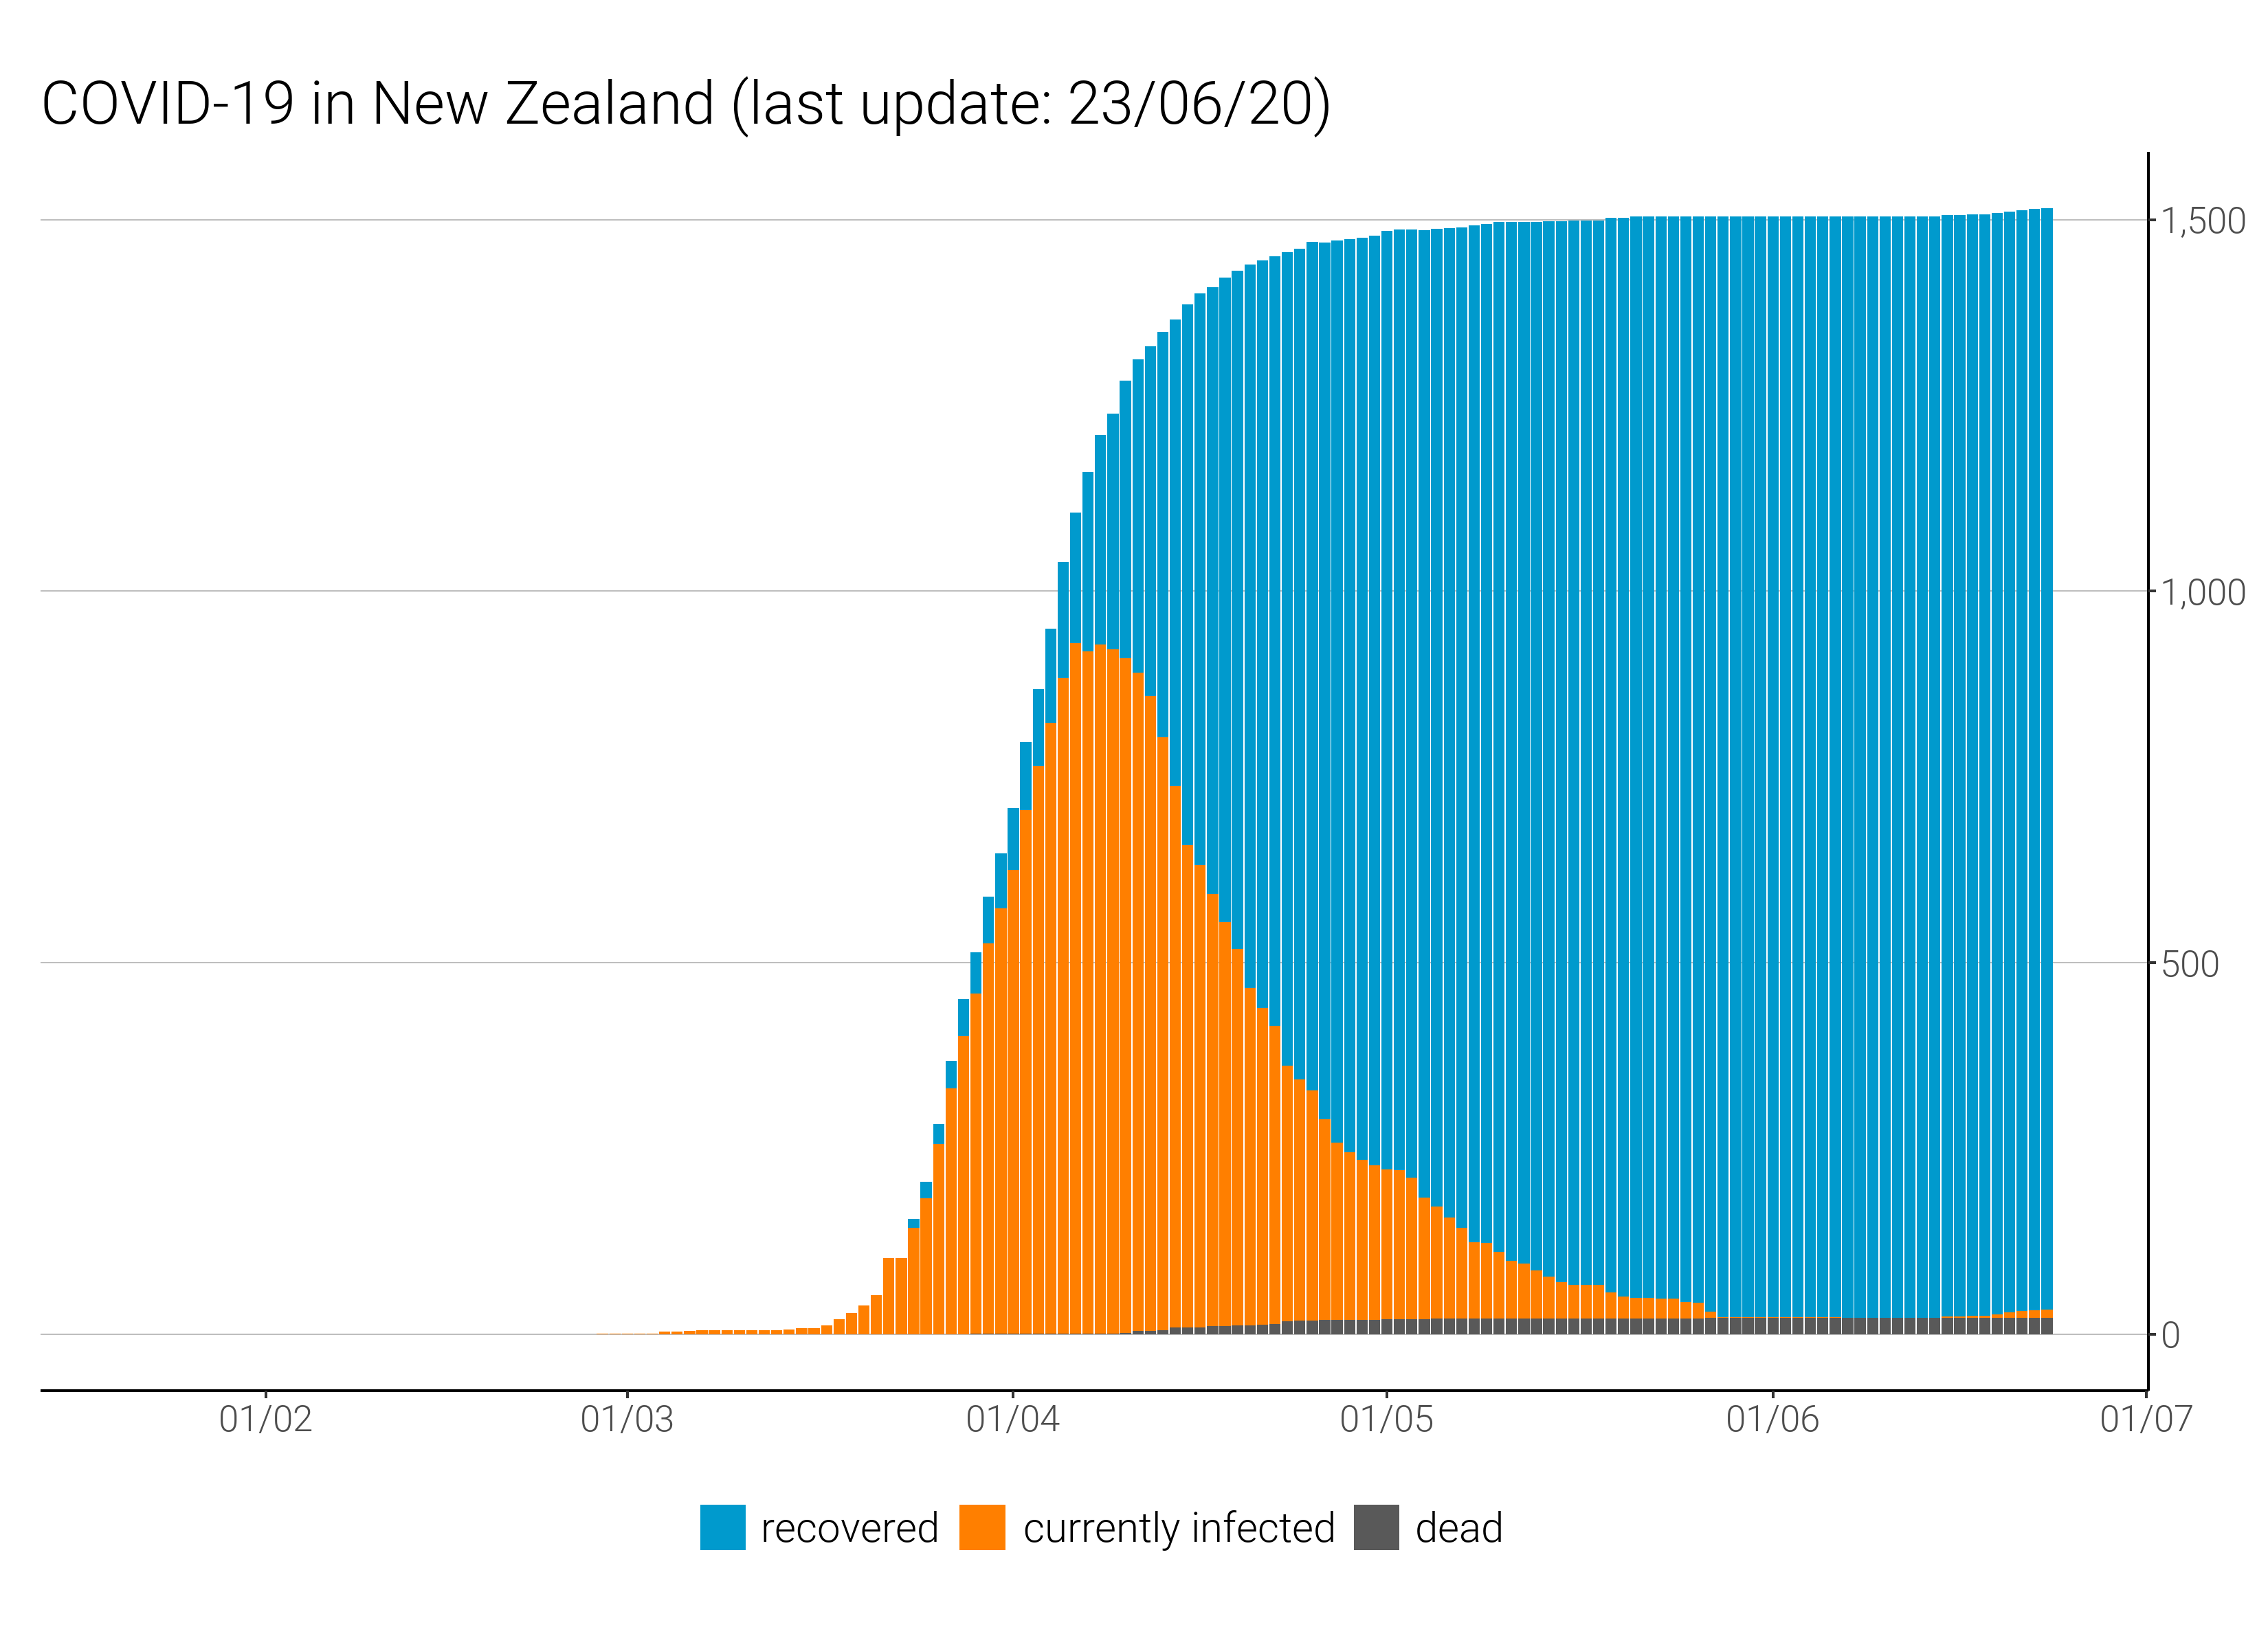 COVID-19 in New Zealand (last update: 23/06/20)
1,500
1,000
500
0
01/02 01/03 01/04 01/05 01/06 01/07
recovered currently infected dead